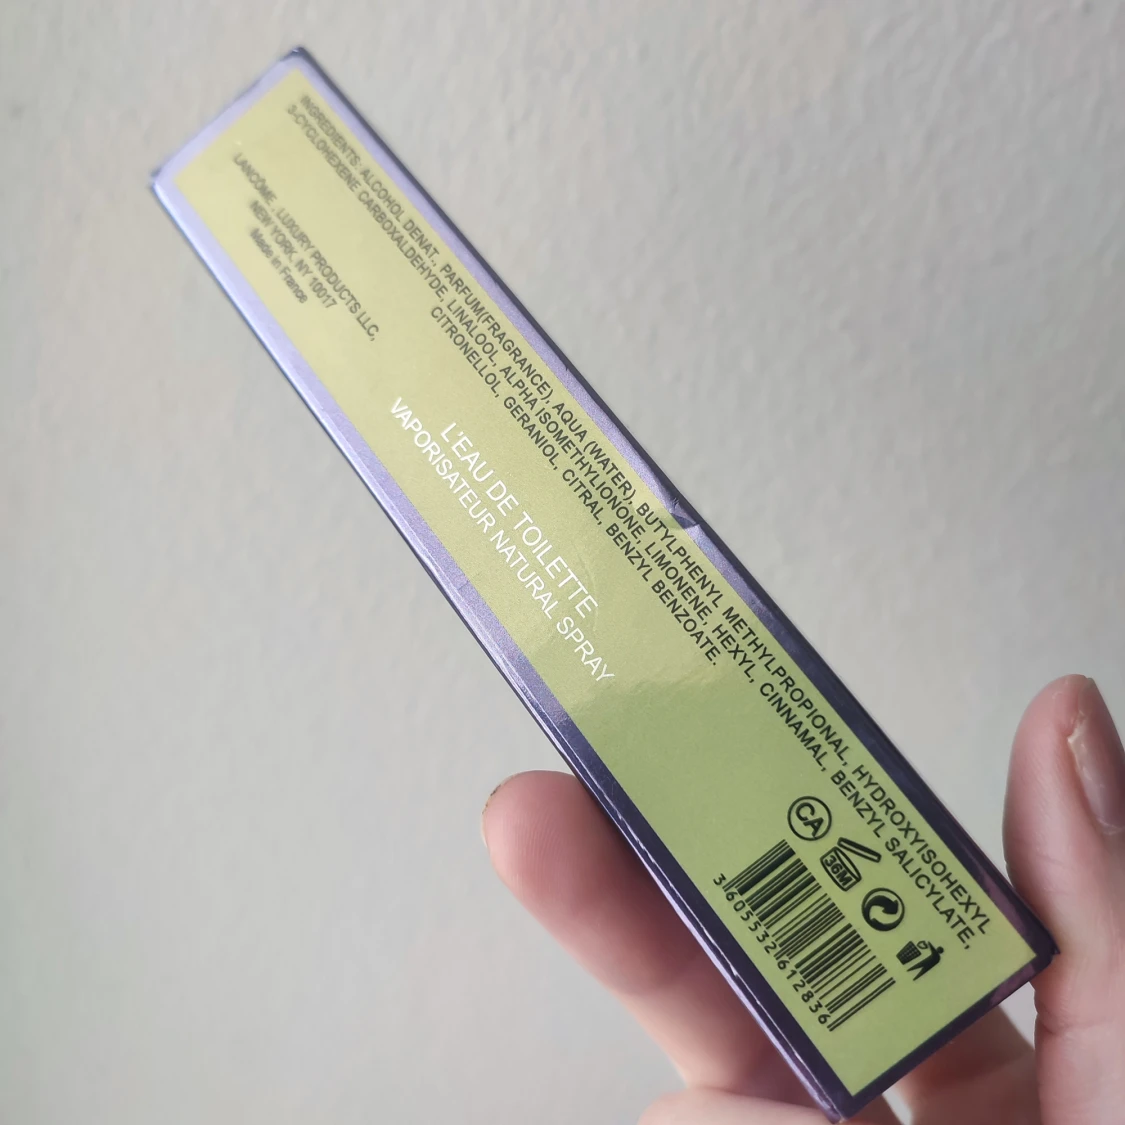 INGREDIENTS: ALCOHOL DENAT., PARFUM(FRAGRANCE), AQUA (WATER), BUTYLPHENYL METHYLPROPIONAL, HYDROXYISOHEXYL
3-CYCLOHEXENE CARBOXALDEHYDE, LINALOOL, ALPHA ISOMETHYLIONONE, LIMONENE, HEXYL, CINNAMAL, BENZYL SALICYLATE,
CITRONELLOL, GERANIOL, CITRAL, BENZYL BENZOATE.
LANCÔME .LUXURY PRODUCTS LLC,
NEW YORK, NY 10017
Made in France
L'EAU DE TOILETTE
VAPORISATEUR NATURAL SPRAY
CA
36M
3 605532 612836